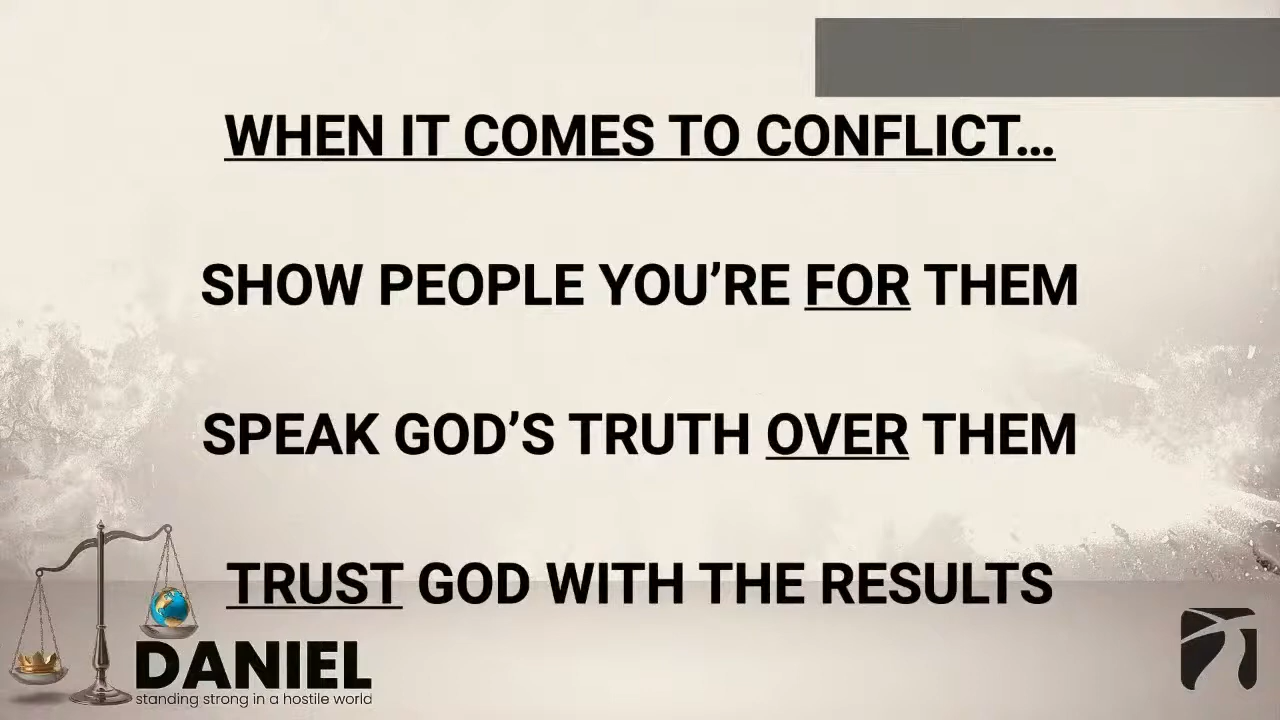 WHEN IT COMES TO CONFLICT...
SHOW PEOPLE YOU’RE FOR THEM
SPEAK GOD’S TRUTH OVER THEM
TRUST GOD WITH THE RESULTS
DANIEL
standing strong in a hostile world